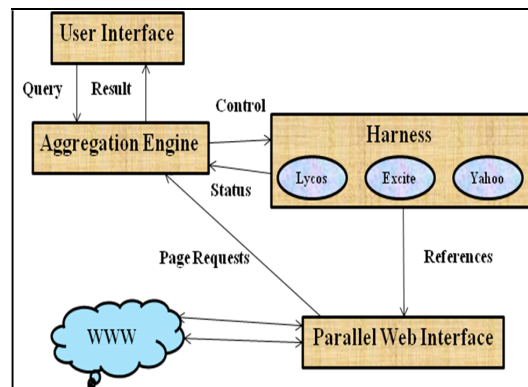 User Interface
Query
Result
Control
Aggregation Engine
Harness
Lycos
Excite
Yahoo
Status
Page Requests
References
WWW
Parallel Web Interface